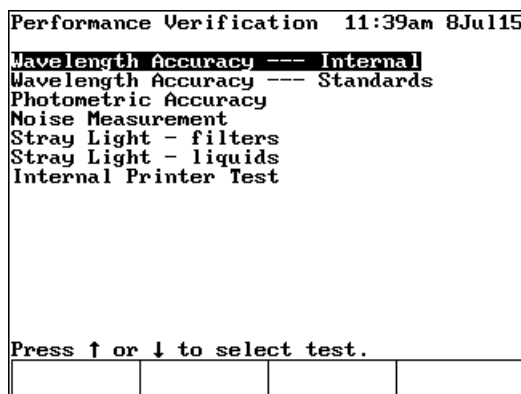 Performance Verification 11:39am 8Jul15
Wavelength Accuracy --- Internal
Wavelength Accuracy --- Standards
Photometric Accuracy
Noise Measurement
Stray Light - filters
Stray Light - liquids
Internal Printer Test
Press ↑ or ↓ to select test.